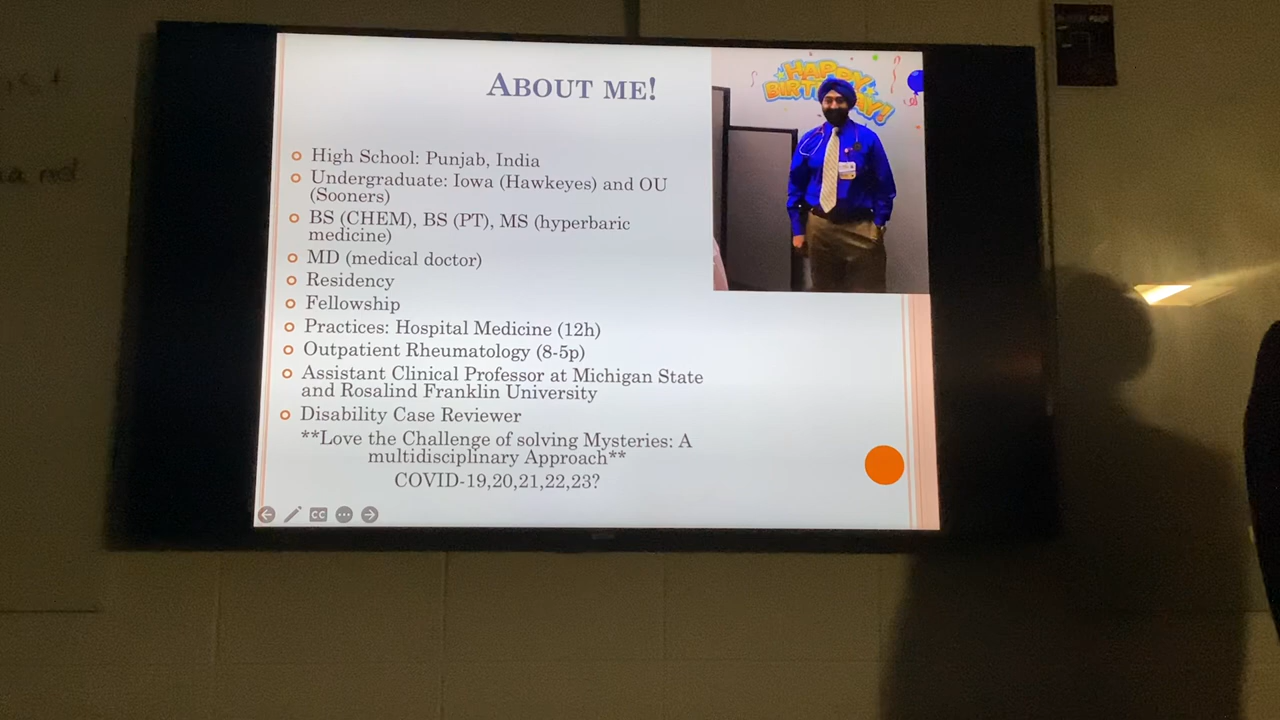 ABOUT ME!
HAPPY
BIRTHDAY!
High School: Punjab, India
Undergraduate: Iowa (Hawkeyes) and OU
(Sooners)
BS (CHEM), BS (PT), MS (hyperbaric
medicine)
MD (medical doctor)
Residency
Fellowship
Practices: Hospital Medicine (12h)
Outpatient Rheumatology (8-5p)
Assistant Clinical Professor at Michigan State
and Rosalind Franklin University
Disability Case Reviewer
**Love the Challenge of solving Mysteries: A
multidisciplinary Approach**
COVID-19,20,21,22,23?
CC